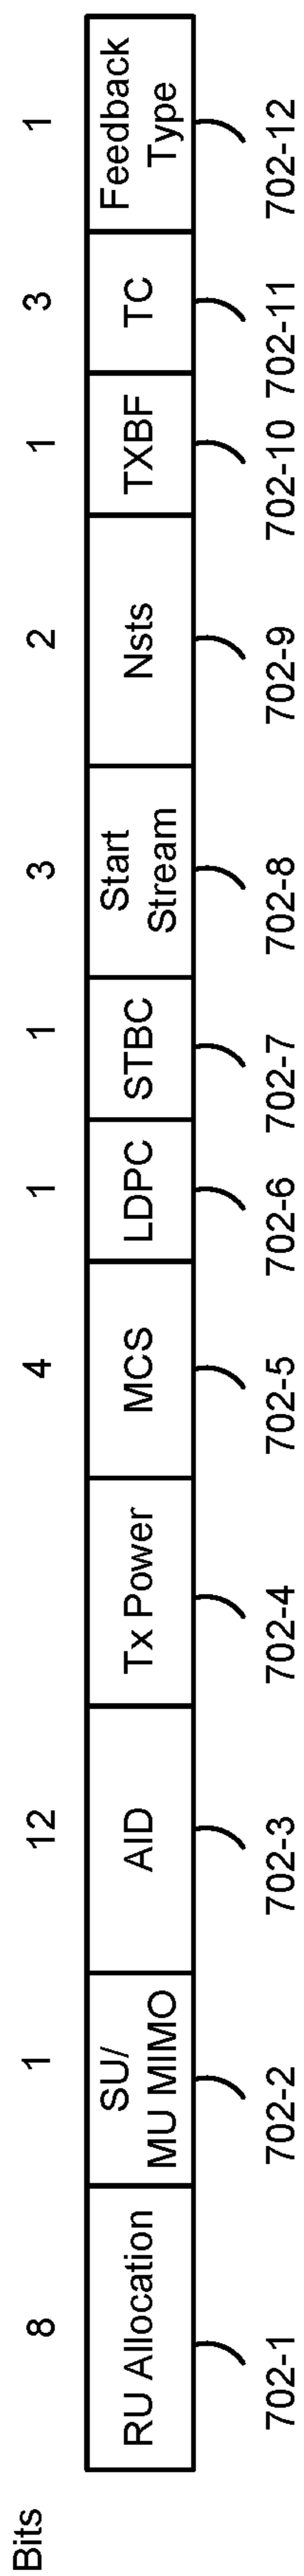 Bits 8 1 12 4 1 1 3 2 1 3 1
RU Allocation SU/ AID Tx Power MCS LDPC STBC Start Nsts TXBF TC Feedback
MU MIMO Stream Type
702-1 702-2 702-3 702-4 702-5 702-6 702-7 702-8 702-9 702-10 702-11 702-12